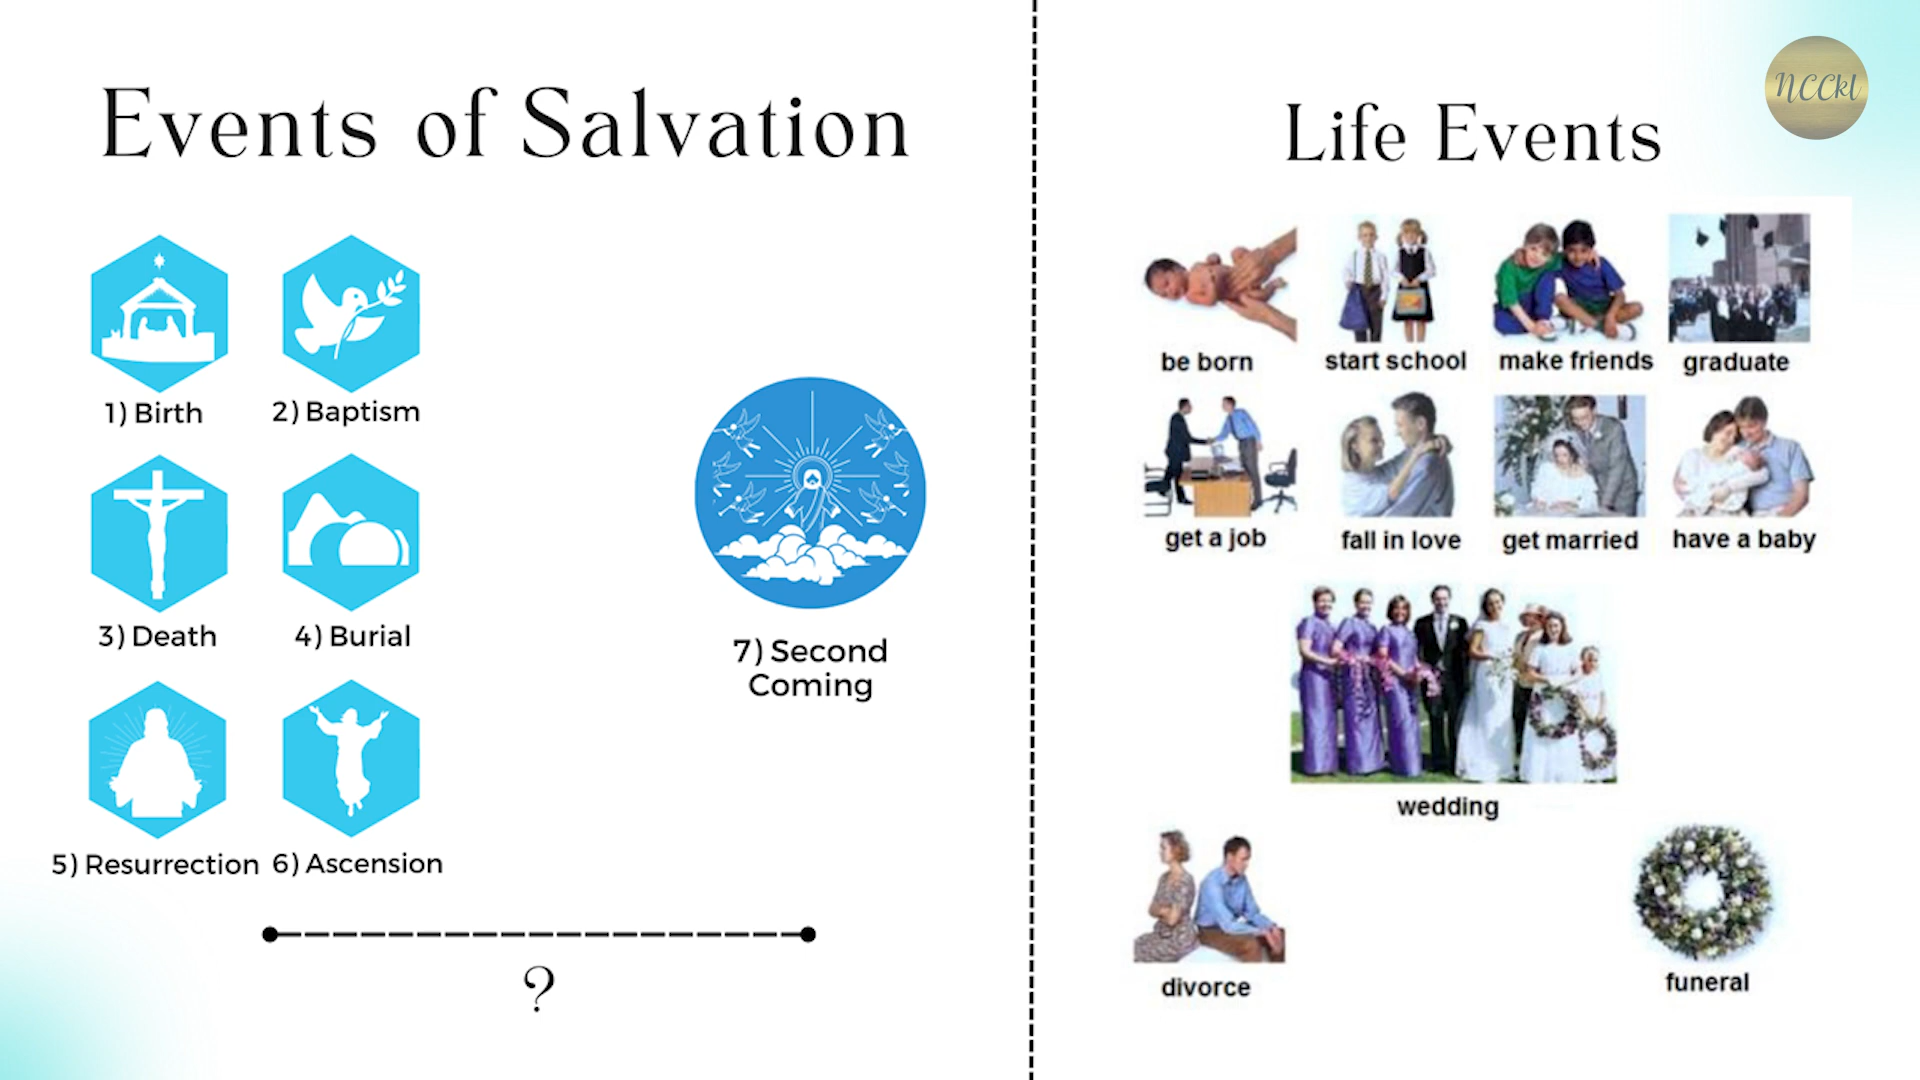 Events of Salvation
1) Birth
2) Baptism
3) Death
4) Burial
5) Resurrection
6) Ascension
7) Second
Coming
?
Life Events
NCCkl
be born
start school
make friends
graduate
get a job
fall in love
get married
have a baby
wedding
divorce
funeral